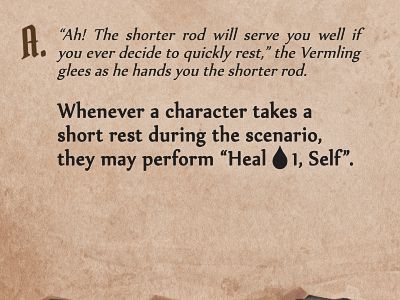 A. “Ah! The shorter rod will serve you well if
you ever decide to quickly rest,” the Vermling
glees as he hands you the shorter rod.
Whenever a character takes a
short rest during the scenario,
they may perform “Heal 1, Self”.